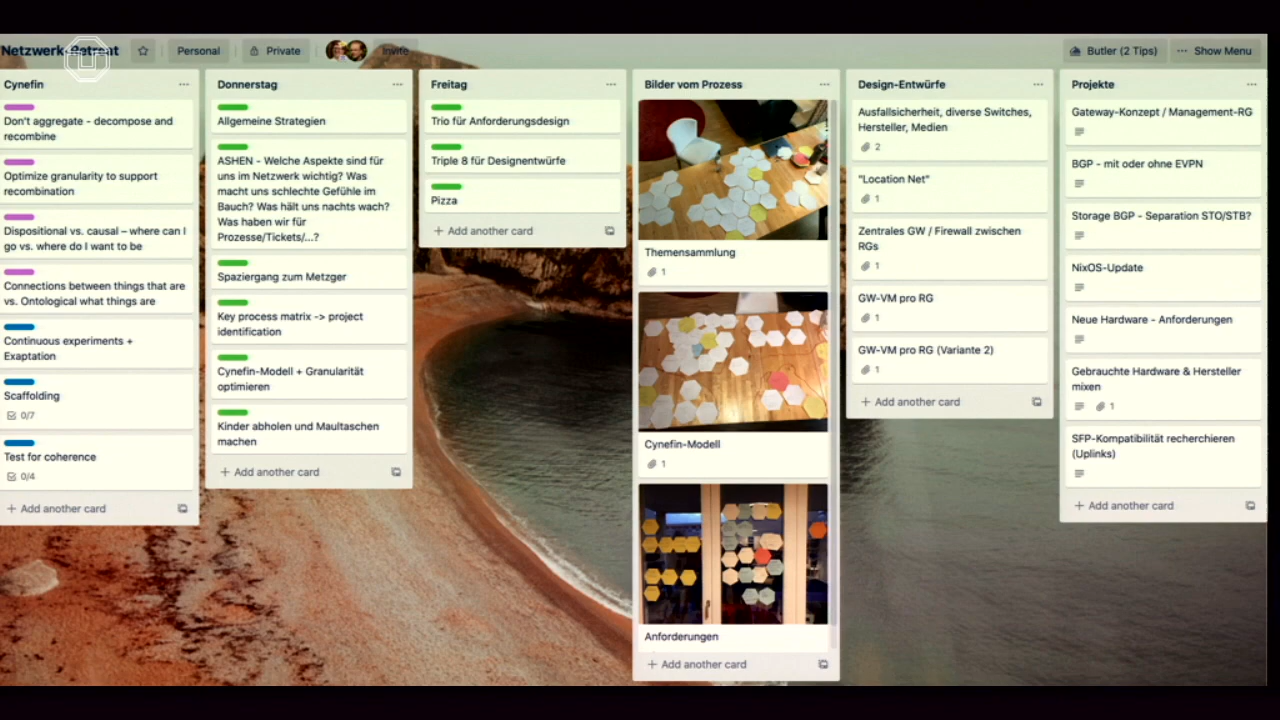 Netzwerk-Retreat
Personal
Private
Invite
Butler (2 Tips)
Show Menu
Cynefin
Don't aggregate - decompose and
recombine
Optimize granularity to support
recombination
Dispositional vs. causal – where can I
go vs. where do I want to be
Connections between things that are
vs. Ontological what things are
Continuous experiments +
Exaptation
Scaffolding
0/7
Test for coherence
0/4
+ Add another card
Donnerstag
Allgemeine Strategien
ASHEN - Welche Aspekte sind für
uns im Netzwerk wichtig? Was
macht uns schlechte Gefühle im
Bauch? Was hält uns nachts wach?
Was haben wir für
Prozesse/Tickets/...?
Spaziergang zum Metzger
Key process matrix -> project
identification
Cynefin-Modell + Granularität
optimieren
Kinder abholen und Maultaschen
machen
+ Add another card
Freitag
Trio für Anforderungsdesign
Triple 8 für Designentwürfe
Pizza
+ Add another card
Bilder vom Prozess
Themensammlung
1
Cynefin-Modell
1
Anforderungen
+ Add another card
Design-Entwürfe
Ausfallsicherheit, diverse Switches,
Hersteller, Medien
2
"Location Net"
1
Zentrales GW / Firewall zwischen
RGs
1
GW-VM pro RG
1
GW-VM pro RG (Variante 2)
1
+ Add another card
Projekte
Gateway-Konzept / Management-RG
BGP - mit oder ohne EVPN
Storage BGP - Separation STO/STB?
NixOS-Update
Neue Hardware - Anforderungen
Gebrauchte Hardware & Hersteller
mixen
1
SFP-Kompatibilität recherchieren
(Uplinks)
+ Add another card